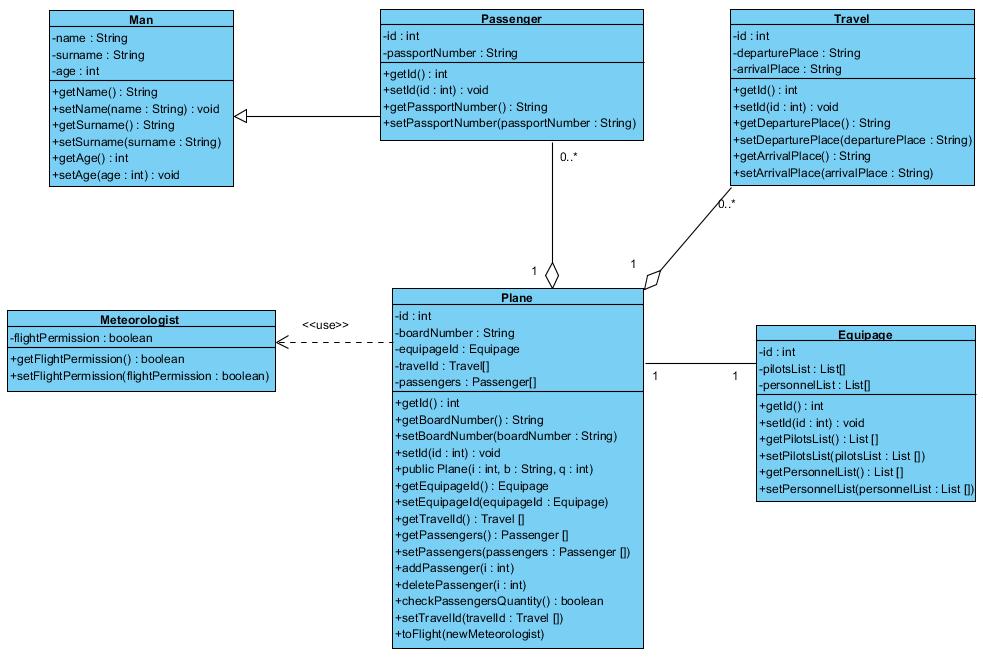 Man
-name : String
-surname : String
-age : int
+getName() : String
+setName(name : String) : void
+getSurname() : String
+setSurname(surname : String)
+getAge() : int
+setAge(age : int) : void
Passenger
-id : int
-passportNumber : String
+getId() : int
+setId(id : int) : void
+getPassportNumber() : String
+setPassportNumber(passportNumber : String)
Travel
-id : int
-departurePlace : String
-arrivalPlace : String
+getId() : int
+setId(id : int) : void
+getDeparturePlace() : String
+setDeparturePlace(departurePlace : String)
+getArrivalPlace() : String
+setArrivalPlace(arrivalPlace : String)
0..*
0..*
1
1
Meteorologist
-flightPermission : boolean
+getFlightPermission() : boolean
+setFlightPermission(flightPermission : boolean)
<<use>>
Plane
-id : int
-boardNumber : String
-equipageId : Equipage
-travelId : Travel[]
-passengers : Passenger[]
+getId() : int
+getBoardNumber() : String
+setBoardNumber(boardNumber : String)
+setId(id : int) : void
+public Plane(i : int, b : String, q : int)
+getEquipageId() : Equipage
+setEquipageId(equipageId : Equipage)
+getTravelId() : Travel []
+getPassengers() : Passenger []
+setPassengers(passengers : Passenger [])
+addPassenger(i : int)
+deletePassenger(i : int)
+checkPassengersQuantity() : boolean
+setTravelId(travelId : Travel [])
+toFlight(newMeteorologist)
1
1
Equipage
-id : int
-pilotsList : List[]
-personnelList : List[]
+getId() : int
+setId(id : int) : void
+getPilotsList() : List []
+setPilotsList(pilotsList : List [])
+getPersonnelList() : List []
+setPersonnelList(personnelList : List [])